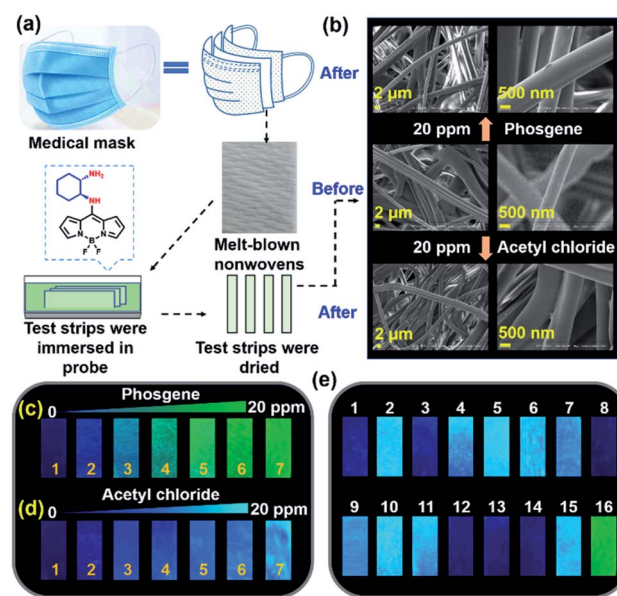 (a)
Medical mask
NH₂
NH
N
N
B
F
F
Melt-blown
nonwovens
Test strips were
immersed in
probe
Test strips were
dried
(b)
After
Before
After
2 μm
500 nm
20 ppm
Phosgene
2 μm
500 nm
20 ppm
Acetyl chloride
2 μm
500 nm
(c)
Phosgene
0
20 ppm
1 2 3 4 5 6 7
(d)
Acetyl chloride
0
20 ppm
1 2 3 4 5 6 7
(e)
1 2 3 4 5 6 7 8
9 10 11 12 13 14 15 16